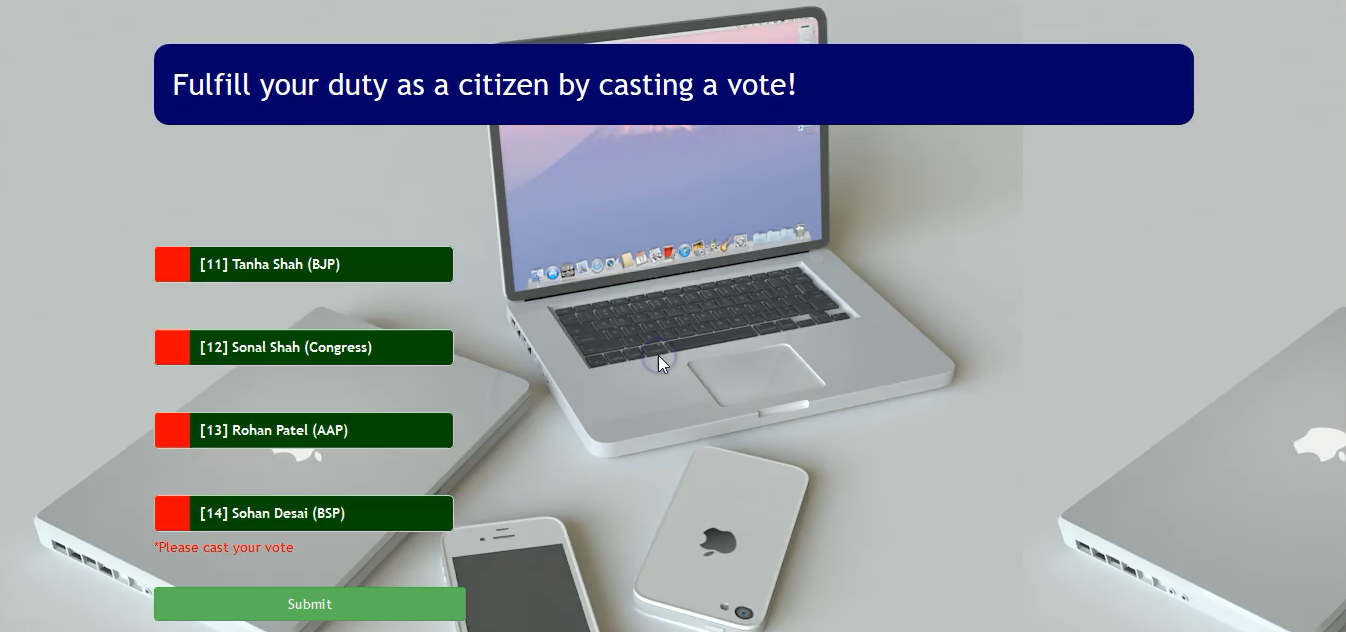 Fulfill your duty as a citizen by casting a vote!
[11] Tanha Shah (BJP)
[12] Sonal Shah (Congress)
[13] Rohan Patel (AAP)
[14] Sohan Desai (BSP)
*Please cast your vote
Submit